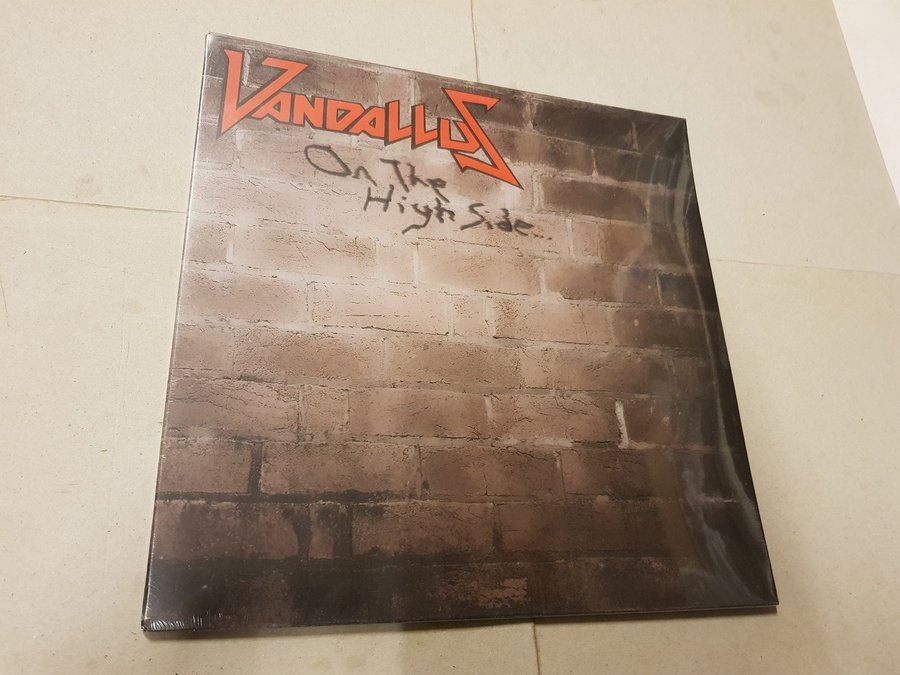 VANDALLUS
On The
High Side...